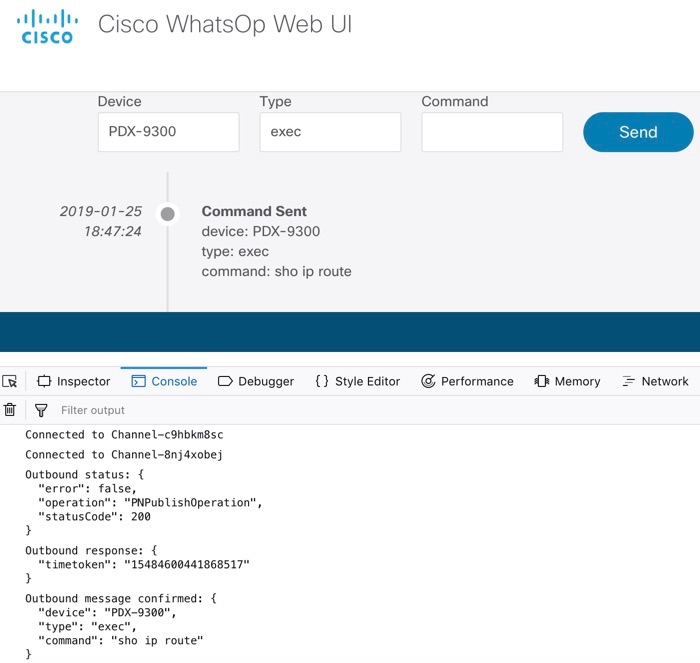 CISCO
Cisco WhatsOp Web UI
Device Type Command
PDX-9300 exec Send
2019-01-25 Command Sent
18:47:24 device: PDX-9300
type: exec
command: sho ip route
Inspector Console Debugger {} Style Editor Performance Memory Network
Filter output
Connected to Channel-c9hbkm8sc
Connected to Channel-8nj4xobej
Outbound status: {
"error": false,
"operation": "PNPublishOperation",
"statusCode": 200
}
Outbound response: {
"timetoken": "15484600441868517"
}
Outbound message confirmed: {
"device": "PDX-9300",
"type": "exec",
"command": "sho ip route"
}